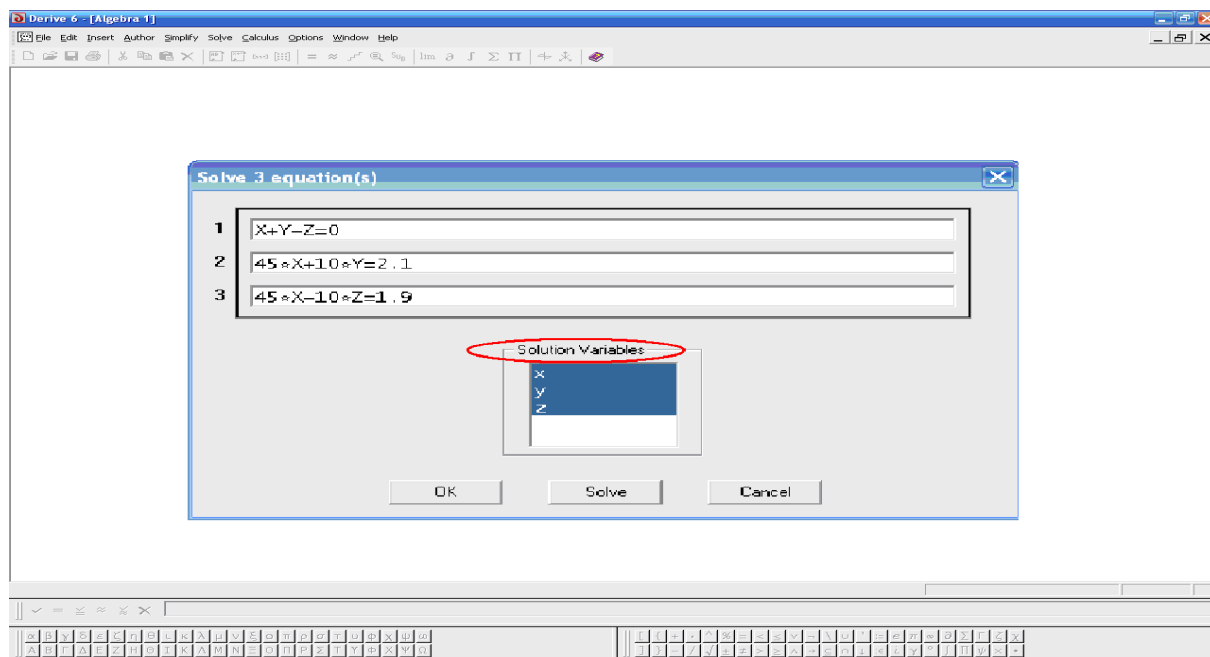 Derive 6 - [Algebra 1]
File Edit Insert Author Simplify Solve Calculus Options Window Help
lim ∂ ∫ Σ Π
Solve 3 equation(s)
1 X+Y-Z=0
2 45*X+10*Y=2.1
3 45*X-10*Z=1.9
Solution Variables
x
y
z
OK Solve Cancel
α β γ δ ε ζ η θ ι κ λ μ ν ξ ο π ρ σ τ υ φ χ ψ ω
Α Β Γ Δ Ε Ζ Η Θ Ι Κ Λ Μ Ν Ξ Ο Π Ρ Σ Τ Υ Φ Χ Ψ Ω